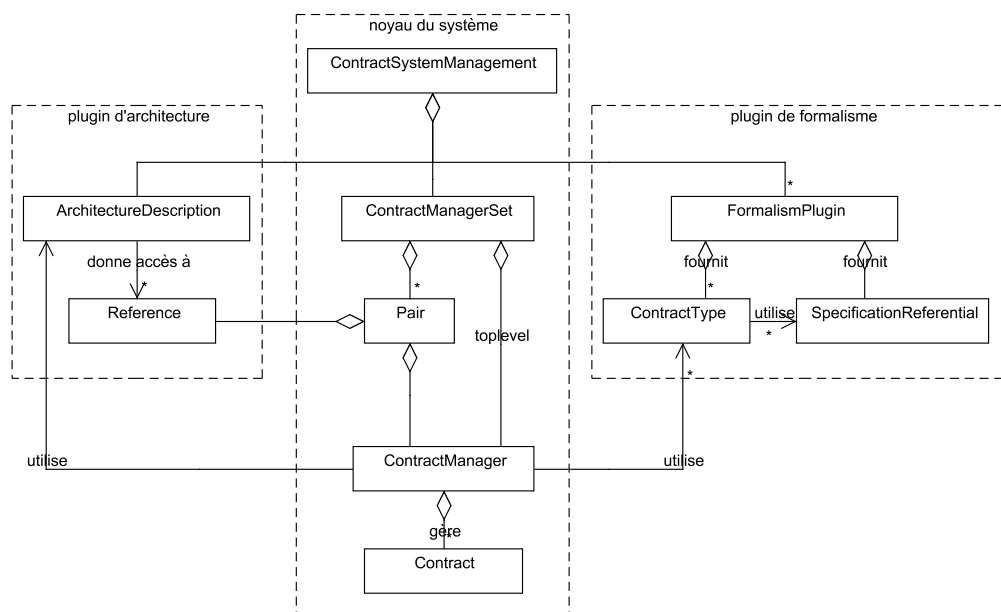 noyau du système
ContractSystemManagement
plugin d'architecture
plugin de formalisme
*
ArchitectureDescription
ContractManagerSet
FormalismPlugin
donne accès à
*
fournit
fournit
*
*
Reference
Pair
ContractType
utilise
*
SpecificationReferential
toplevel
*
utilise
ContractManager
utilise
gère
*
Contract